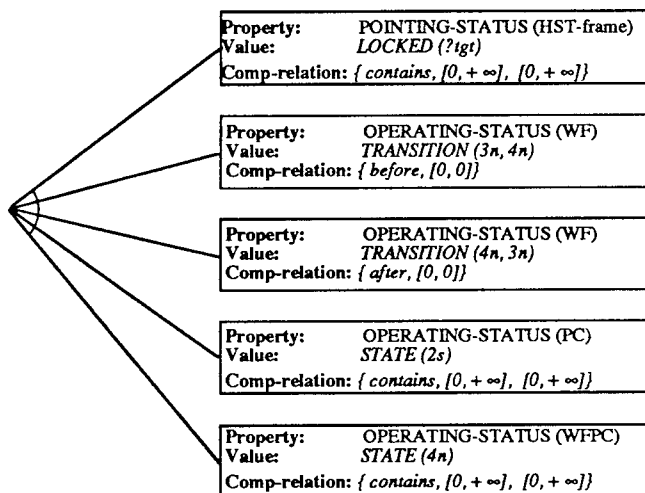 Property: POINTING-STATUS (HST-frame)
Value: LOCKED (?tgt)
Comp-relation: { contains, [0, + ∞], [0, + ∞]}
Property: OPERATING-STATUS (WF)
Value: TRANSITION (3n, 4n)
Comp-relation: { before, [0, 0]}
Property: OPERATING-STATUS (WF)
Value: TRANSITION (4n, 3n)
Comp-relation: { after, [0, 0]}
Property: OPERATING-STATUS (PC)
Value: STATE (2s)
Comp-relation: { contains, [0, + ∞], [0, + ∞]}
Property: OPERATING-STATUS (WFPC)
Value: STATE (4n)
Comp-relation: { contains, [0, + ∞], [0, + ∞]}